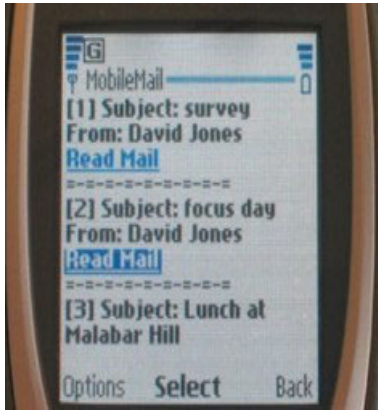 G
MobileMail
[1] Subject: survey
From: David Jones
Read Mail
=-=-=-=-=-=-=-=-=
[2] Subject: focus day
From: David Jones
Read Mail
=-=-=-=-=-=-=-=-=
[3] Subject: Lunch at
Malabar Hill
Options Select Back